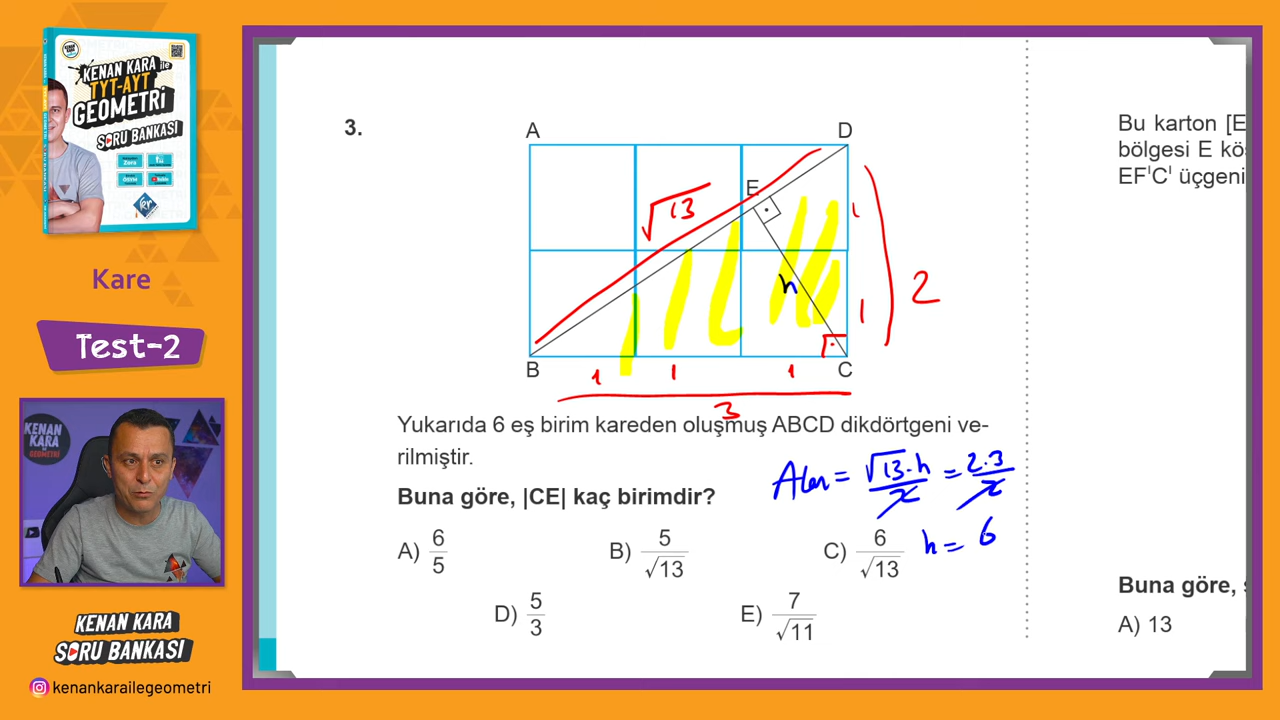 KENAN KARA ile
TYT-AYT
GEOMETRİ
SORU BANKASI
Kare
Test-2
KENAN KARA
SORU BANKASI
kenankarailegeometri
3.
A
D
E
√13
1
h
1
2
B
C
1 1 1
3
Yukarıda 6 eş birim kareden oluşmuş ABCD dikdörtgeni ve-
rilmiştir.
Buna göre, |CE| kaç birimdir?
Alan = √13·h/2 = 2·3/2
h = 6
A) 6/5
B) 5/√13
C) 6/√13
D) 5/3
E) 7/√11
Bu karton [E
bölgesi E kö
EF'C' üçgeni
Buna göre, s
A) 13